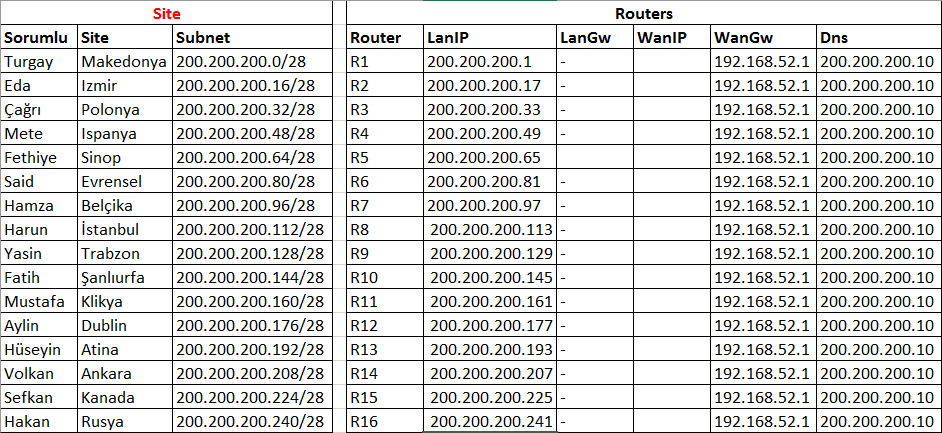 Site Routers
Sorumlu Site Subnet Router LanIP LanGw WanIP WanGw Dns
Turgay Makedonya 200.200.200.0/28 R1 200.200.200.1 - 192.168.52.1 200.200.200.10
Eda Izmir 200.200.200.16/28 R2 200.200.200.17 - 192.168.52.1 200.200.200.10
Çağrı Polonya 200.200.200.32/28 R3 200.200.200.33 - 192.168.52.1 200.200.200.10
Mete Ispanya 200.200.200.48/28 R4 200.200.200.49 - 192.168.52.1 200.200.200.10
Fethiye Sinop 200.200.200.64/28 R5 200.200.200.65 192.168.52.1 200.200.200.10
Said Evrensel 200.200.200.80/28 R6 200.200.200.81 - 192.168.52.1 200.200.200.10
Hamza Belçika 200.200.200.96/28 R7 200.200.200.97 - 192.168.52.1 200.200.200.10
Harun İstanbul 200.200.200.112/28 R8 200.200.200.113 - 192.168.52.1 200.200.200.10
Yasin Trabzon 200.200.200.128/28 R9 200.200.200.129 - 192.168.52.1 200.200.200.10
Fatih Şanlıurfa 200.200.200.144/28 R10 200.200.200.145 - 192.168.52.1 200.200.200.10
Mustafa Klikya 200.200.200.160/28 R11 200.200.200.161 - 192.168.52.1 200.200.200.10
Aylin Dublin 200.200.200.176/28 R12 200.200.200.177 - 192.168.52.1 200.200.200.10
Hüseyin Atina 200.200.200.192/28 R13 200.200.200.193 - 192.168.52.1 200.200.200.10
Volkan Ankara 200.200.200.208/28 R14 200.200.200.207 - 192.168.52.1 200.200.200.10
Sefkan Kanada 200.200.200.224/28 R15 200.200.200.225 - 192.168.52.1 200.200.200.10
Hakan Rusya 200.200.200.240/28 R16 200.200.200.241 - 192.168.52.1 200.200.200.10